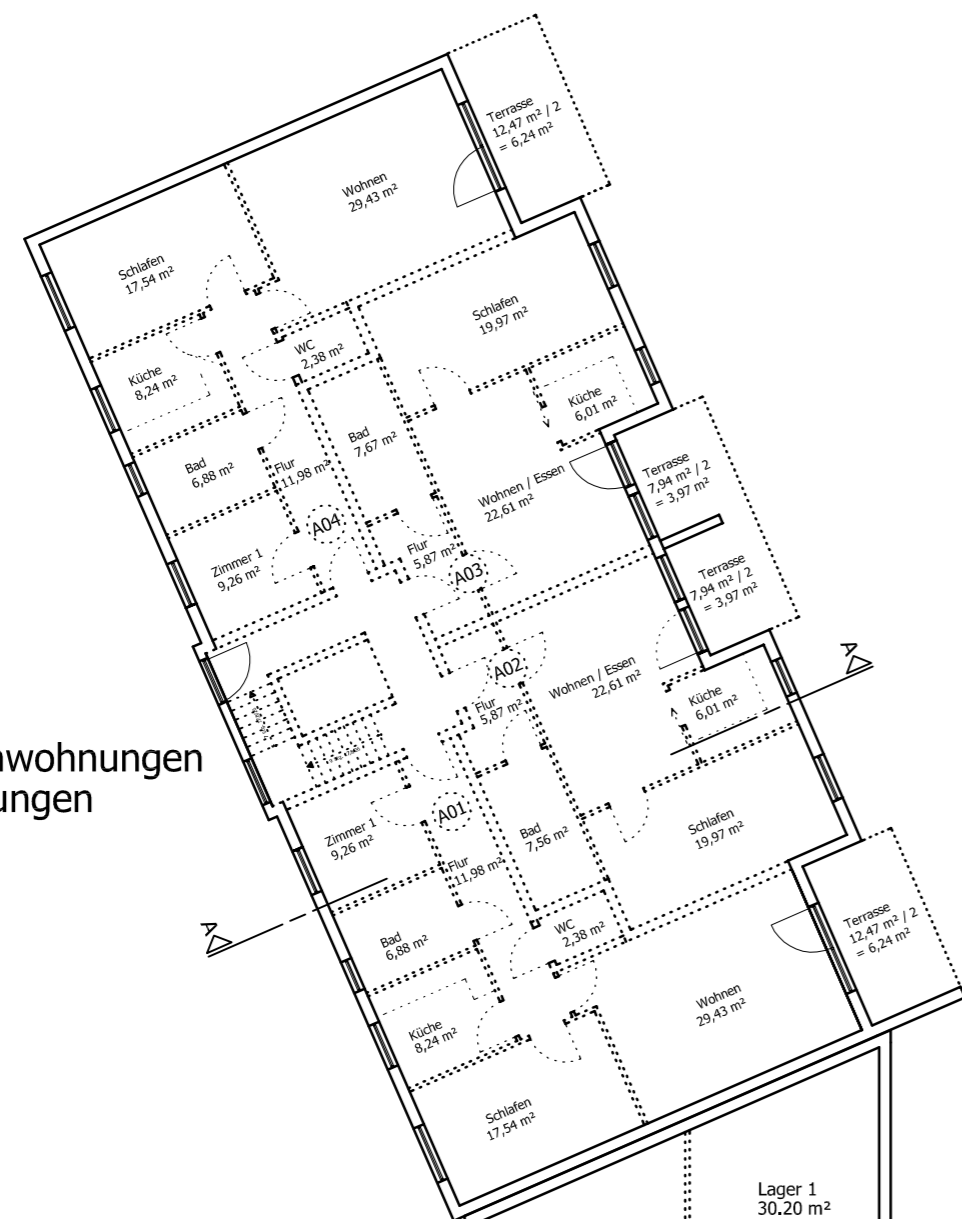 Terrasse
12,47 m² / 2
= 6,24 m²
Wohnen
29,43 m²
Schlafen
17,54 m²
Schlafen
19,97 m²
WC
2,38 m²
Küche
8,24 m²
Küche
6,01 m²
Bad
7,67 m²
Bad
6,88 m²
Flur
11,98 m²
Wohnen / Essen
22,61 m²
Terrasse
7,94 m² / 2
= 3,97 m²
A04
Zimmer 1
9,26 m²
Flur
5,87 m²
A03
Terrasse
7,94 m² / 2
= 3,97 m²
A
A02
Wohnen / Essen
22,61 m²
Küche
6,01 m²
Flur
5,87 m²
wohnungen
ungen
A01
Zimmer 1
9,26 m²
Bad
7,56 m²
Schlafen
19,97 m²
Flur
11,98 m²
A
Bad
6,88 m²
WC
2,38 m²
Terrasse
12,47 m² / 2
= 6,24 m²
Wohnen
29,43 m²
Küche
8,24 m²
Schlafen
17,54 m²
Lager 1
30.20 m²